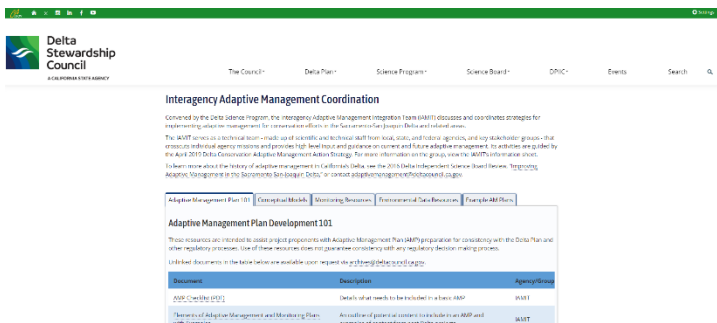 Settings
Delta
Stewardship
Council
A CALIFORNIA STATE AGENCY
The Council
Delta Plan
Science Program
Science Board
DPIIC
Events
Search
Interagency Adaptive Management Coordination
Convened by the Delta Science Program, the Interagency Adaptive Management Integration Team (IAMIT) discusses and coordinates strategies for
implementing adaptive management for conservation efforts in the Sacramento-San Joaquin Delta and related areas.
The IAMIT serves as a technical team - made up of scientific and technical staff from local, state, and federal agencies, and key stakeholder groups - that
crosscuts individual agency missions and provides high level input and guidance on current and future adaptive management. Its activities are guided by
the April 2019 Delta Conservation Adaptive Management Action Strategy. For more information on the group, view the IAMIT's information sheet.
To learn more about the history of adaptive management in California's Delta, see the 2016 Delta Independent Science Board Review, "Improving
Adaptive Management in the Sacramento-San Joaquin Delta," or contact adaptivemanagement@deltacouncil.ca.gov.
Adaptive Management Plan 101
Conceptual Models
Monitoring Resources
Environmental Data Resources
Example AM Plans
Adaptive Management Plan Development 101
These resources are intended to assist project proponents with Adaptive Management Plan (AMP) preparation for consistency with the Delta Plan and
other regulatory processes. Use of these resources does not guarantee consistency with any regulatory decision making process.
Unlinked documents in the table below are available upon request via archives@deltacouncil.ca.gov.
Document
Description
Agency/Group
AMP Checklist (PDF)
Details what needs to be included in a basic AMP
IAMIT
Elements of Adaptive Management and Monitoring Plans
An outline of potential content to include in an AMP and
IAMIT